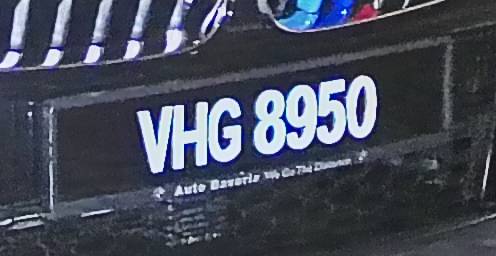 VHG 8950
Auto Bavaria We Go The Distance